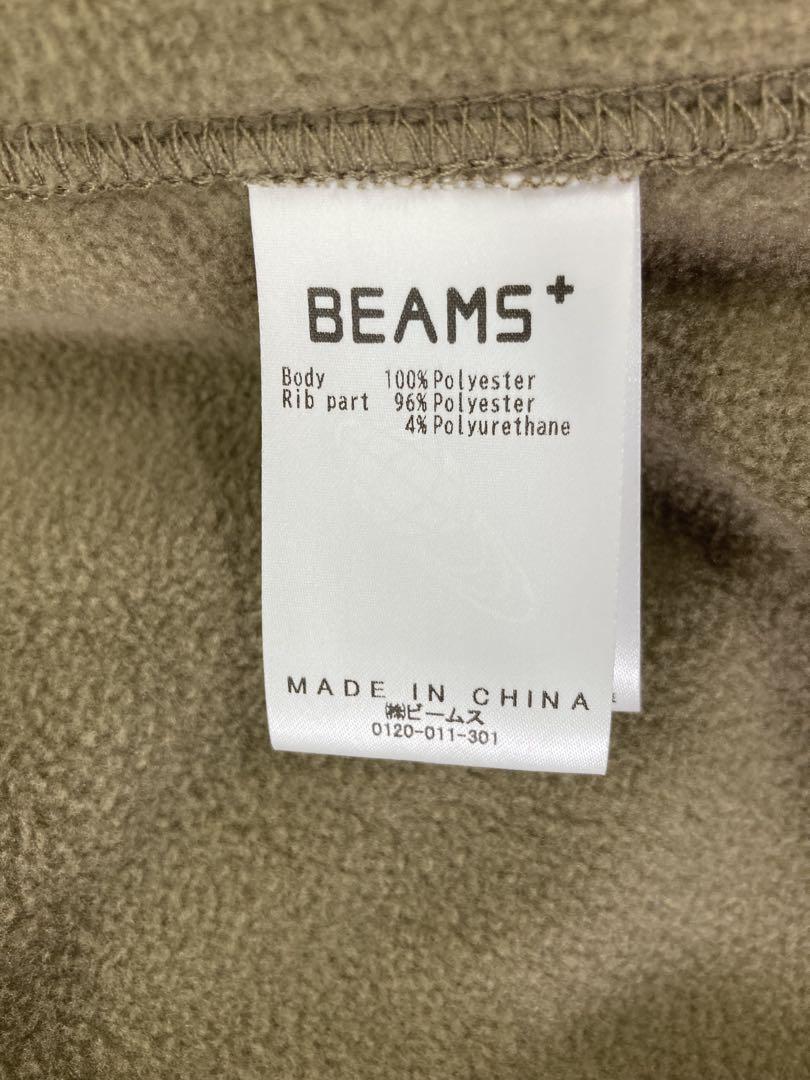 BEAMS+
Body 100% Polyester
Rib part 96% Polyester
4% Polyurethane
MADE IN CHINA
㈱ビームス
0120-011-301